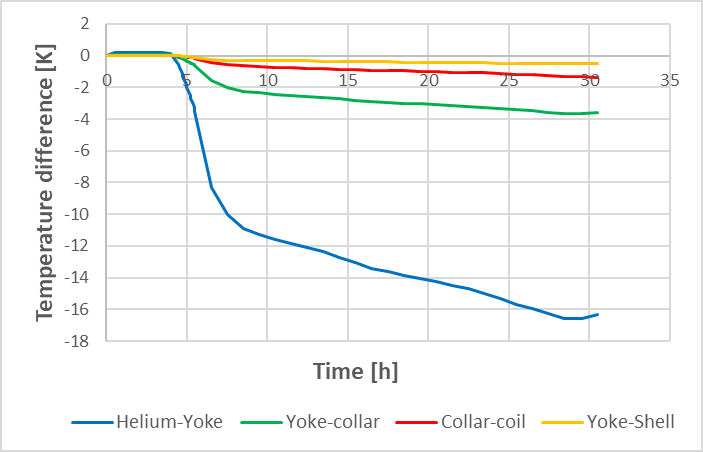 2
0
-2
-4
-6
-8
-10
-12
-14
-16
-18
0 5 10 15 20 25 30 35
Temperature difference [K]
Time [h]
Helium-Yoke Yoke-collar Collar-coil Yoke-Shell